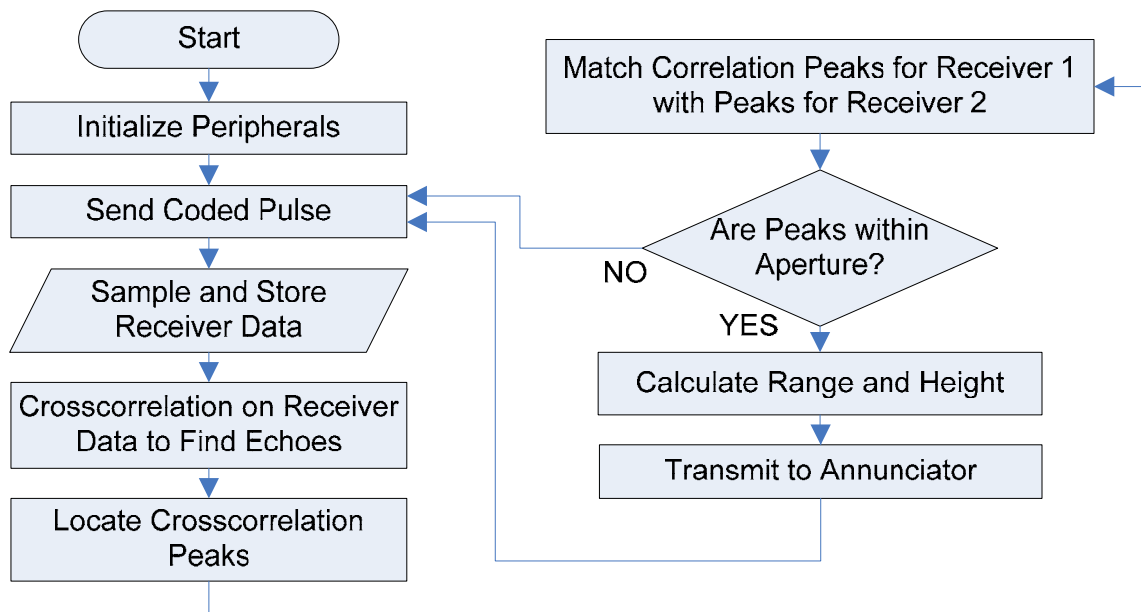 Start
Initialize Peripherals
Send Coded Pulse
Sample and Store
Receiver Data
Crosscorrelation on Receiver
Data to Find Echoes
Locate Crosscorrelation
Peaks
Match Correlation Peaks for Receiver 1
with Peaks for Receiver 2
Are Peaks within
Aperture?
NO
YES
Calculate Range and Height
Transmit to Annunciator